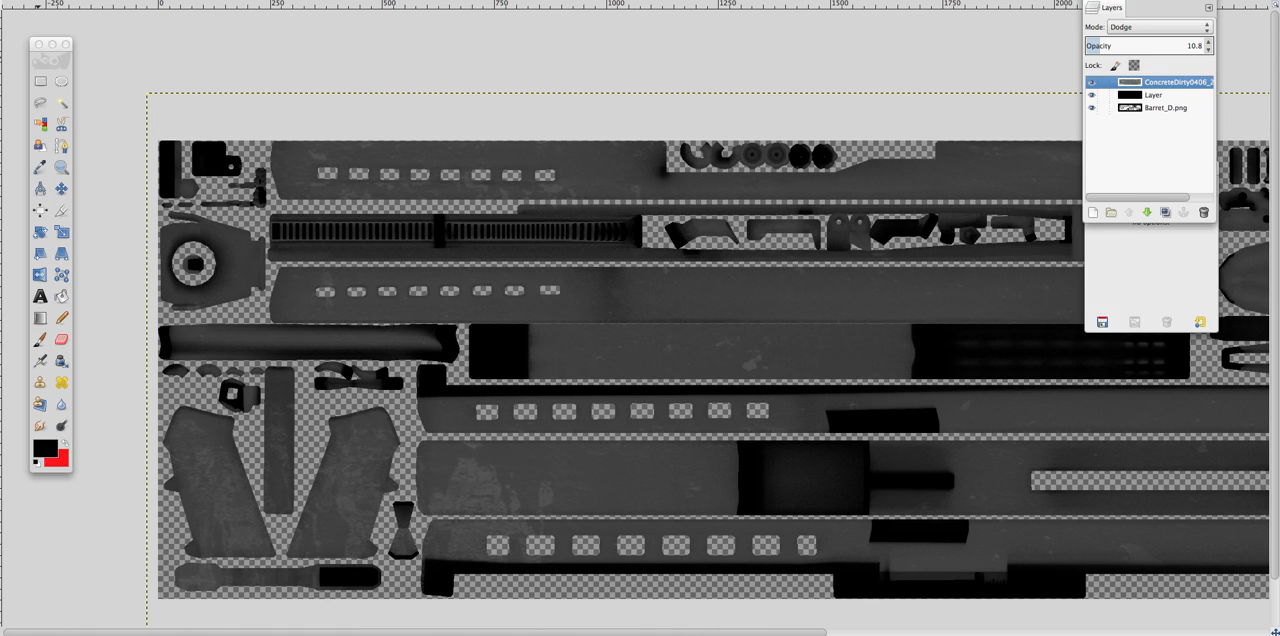 -250
0
250
500
750
1000
1250
1500
1750
2000
Layers
Mode: Dodge
Opacity 10.8
Lock:
ConcreteDirty0406_2
Layer
Barret_D.png
A